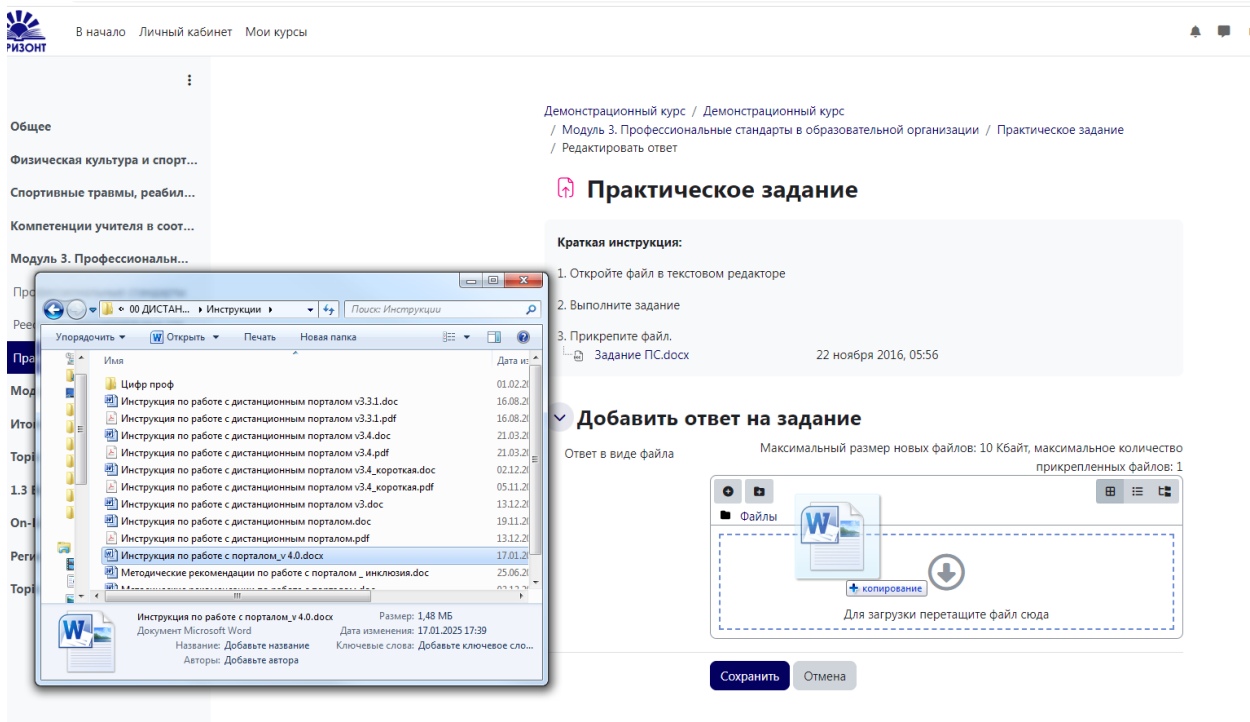 РИЗОНТ
В начало Личный кабинет Мои курсы
Общее
Физическая культура и спорт...
Спортивные травмы, реабил...
Компетенции учителя в соот...
Модуль 3. Профессиональн...
Демонстрационный курс / Демонстрационный курс
/ Модуль 3. Профессиональные стандарты в образовательной организации / Практическое задание
/ Редактировать ответ
Практическое задание
Краткая инструкция:
1. Откройте файл в текстовом редакторе
2. Выполните задание
3. Прикрепите файл.
Задание ПС.docx 22 ноября 2016, 05:56
Добавить ответ на задание
Ответ в виде файла
Максимальный размер новых файлов: 10 Кбайт, максимальное количество
прикрепленных файлов: 1
Файлы
копирование
Для загрузки перетащите файл сюда
Сохранить Отмена
Пра
Мод
Ито
Topi
1.3
On-
Реги
Topi
« 00 ДИСТАН... Инструкции Поиск: Инструкции
Упорядочить Открыть Печать Новая папка
Имя Дата из
Цифр проф 01.02.20
Инструкция по работе с дистанционным порталом v3.3.1.doc 16.08.20
Инструкция по работе с дистанционным порталом v3.3.1.pdf 16.08.20
Инструкция по работе с дистанционным порталом v3.4.doc 21.03.20
Инструкция по работе с дистанционным порталом v3.4.pdf 21.03.20
Инструкция по работе с дистанционным порталом v3.4_короткая.doc 02.12.20
Инструкция по работе с дистанционным порталом v3.4_короткая.pdf 05.11.20
Инструкция по работе с дистанционным порталом v3.doc 13.12.20
Инструкция по работе с дистанционным порталом.doc 19.11.20
Инструкция по работе с дистанционным порталом.pdf 13.12.20
Инструкция по работе с порталом_v 4.0.docx 17.01.20
Методические рекомендации по работе с порталом _ инклюзия.doc 25.06.20
Инструкция по работе с порталом_v 4.0.docx Размер: 1,48 МБ
Документ Microsoft Word Дата изменения: 17.01.2025 17:39
Название: Добавьте название Ключевые слова: Добавьте ключевое сло...
Авторы: Добавьте автора